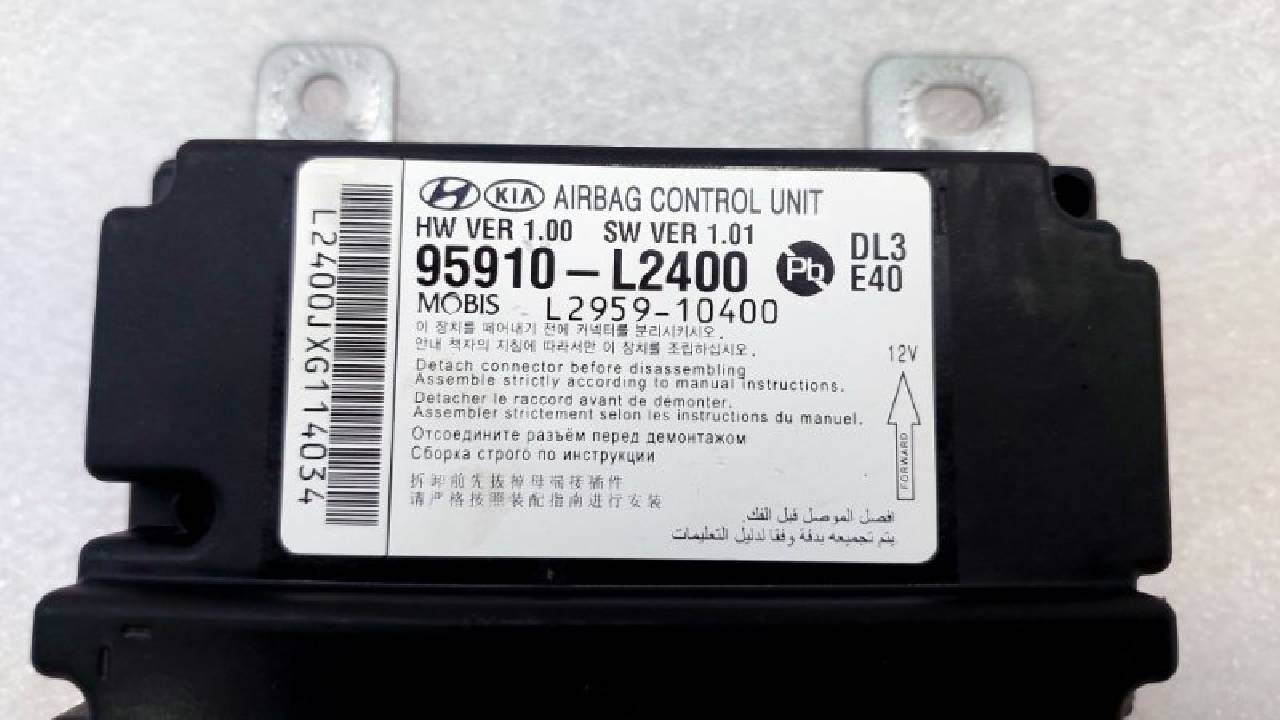 L2400JXG114034
KIA AIRBAG CONTROL UNIT
HW VER 1.00 SW VER 1.01
95910-L2400 Pb DL3
E40
MOBIS L2959-10400
이 장치를 떼어내기 전에 커넥터를 분리시키시오.
안내 책자의 지침에 따라서만 이 장치를 조립하십시오.
12V
Detach connector before disassembling
Assemble strictly according to manual instructions.
Detacher le raccord avant de demonter.
Assembler strictement selon les instructions du manuel.
FORWARD
Отсоедините разъём перед демонтажом
Сборка строго по инструкции
拆卸前先拔掉母端接插件
请严格按照装配指南进行安装
افصل الموصل قبل الفك.
يتم تجميعه بدقة وفقا لدليل التعليمات